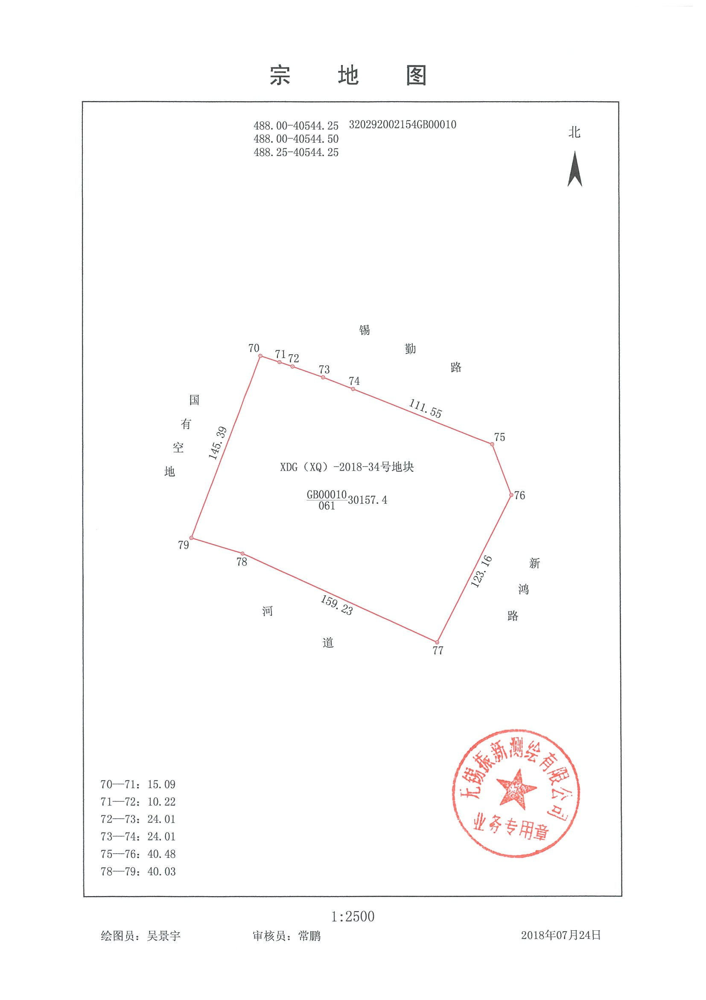 宗 地 图
488.00-40544.25 320292002154GB00010
488.00-40544.50
488.25-40544.25
北
锡勤路
70
71
72
73
74
111.55
75
国有空地
145.39
XDG（XQ）-2018-34号地块
GB00010
061
30157.4
76
79
78
123.16
新鸿路
159.23
河道
77
无锡振新测绘有限公司
业务专用章
70—71：15.09
71—72：10.22
72—73：24.01
73—74：24.01
75—76：40.48
78—79：40.03
1:2500
绘图员：吴景宇 审核员：常鹏 2018年07月24日